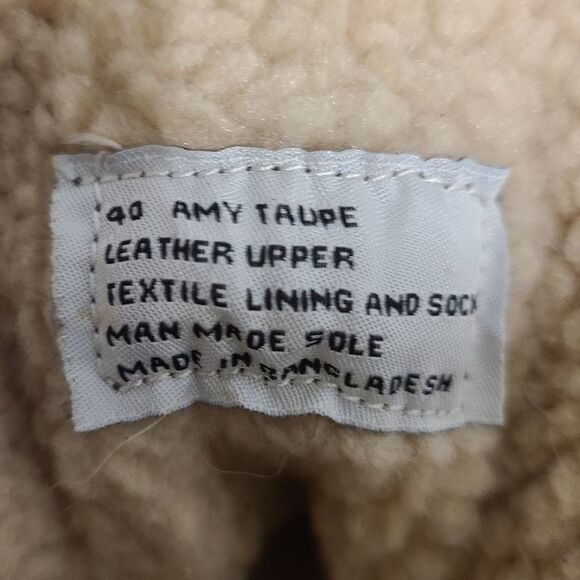 40 AMY TAUPE
LEATHER UPPER
TEXTILE LINING AND SOCK
MAN MADE SOLE
MADE IN BANGLADESH